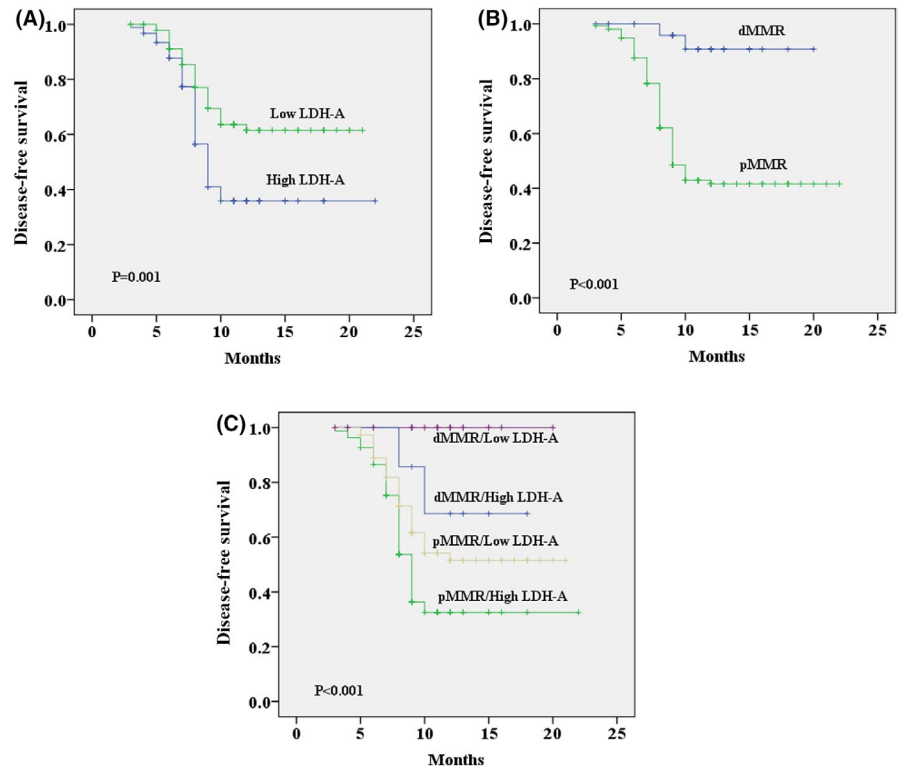 (A)
1.0
0.8
0.6
0.4
0.2
0.0
Disease-free survival
Low LDH-A
High LDH-A
P=0.001
0 5 10 15 20 25
Months
(B)
1.0
0.8
0.6
0.4
0.2
0.0
Disease-free survival
dMMR
pMMR
P<0.001
0 5 10 15 20 25
Months
(C)
1.0
0.8
0.6
0.4
0.2
0.0
Disease-free survival
dMMR/Low LDH-A
dMMR/High LDH-A
pMMR/Low LDH-A
pMMR/High LDH-A
P<0.001
0 5 10 15 20 25
Months